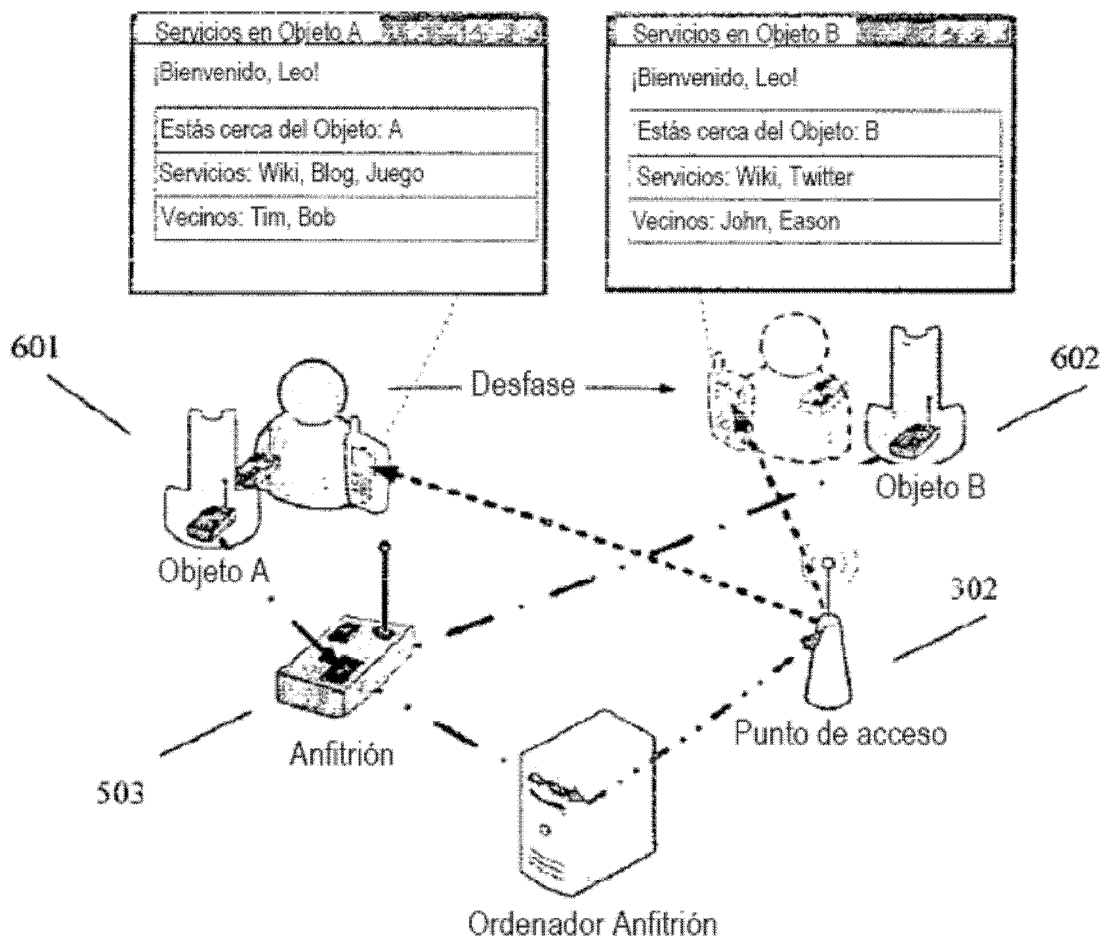 Servicios en Objeto A
¡Bienvenido, Leo!
Estás cerca del Objeto: A
Servicios: Wiki, Blog, Juego
Vecinos: Tim, Bob
Servicios en Objeto B
¡Bienvenido, Leo!
Estás cerca del Objeto: B
Servicios: Wiki, Twitter
Vecinos: John, Eason
601
Desfase
602
Objeto B
Objeto A
302
Punto de acceso
Anfitrión
503
Ordenador Anfitrión